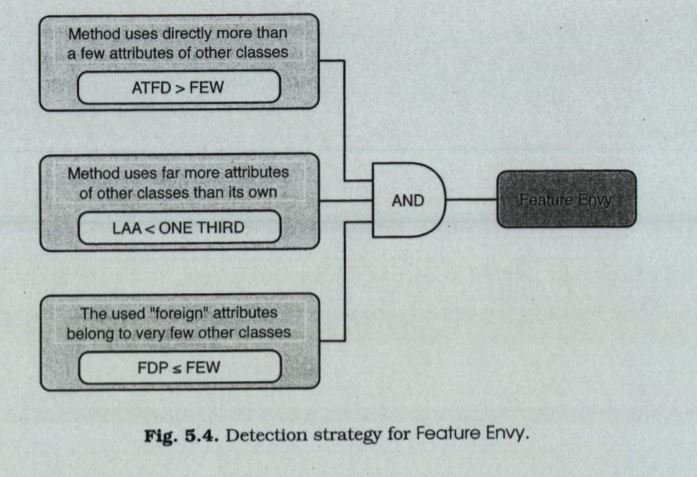 Method uses directly more than
a few attributes of other classes
ATFD > FEW
Method uses far more attributes
of other classes than its own
LAA < ONE THIRD
AND
Feature Envy
The used "foreign" attributes
belong to very few other classes
FDP ≤ FEW
Fig. 5.4. Detection strategy for Feature Envy.